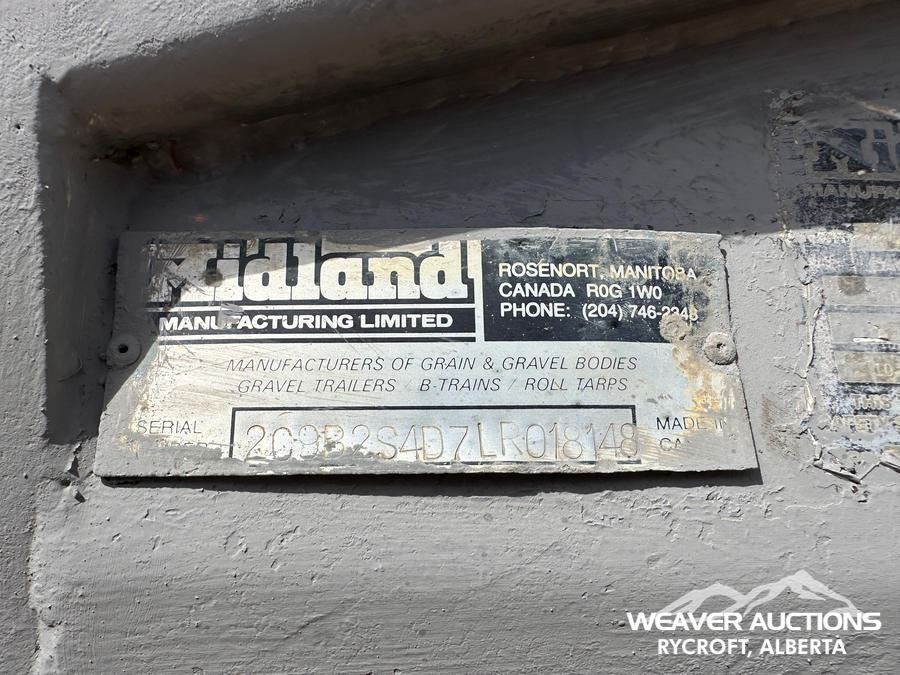 Midland
MANUFACTURING LIMITED
ROSENORT, MANITOBA
CANADA R0G 1W0
PHONE: (204) 746-2348
MANUFACTURERS OF GRAIN & GRAVEL BODIES
GRAVEL TRAILERS / B-TRAINS / ROLL TARPS
SERIAL
2C9B2S4D7LR018148
MADE IN
WEAVER AUCTIONS
RYCROFT, ALBERTA